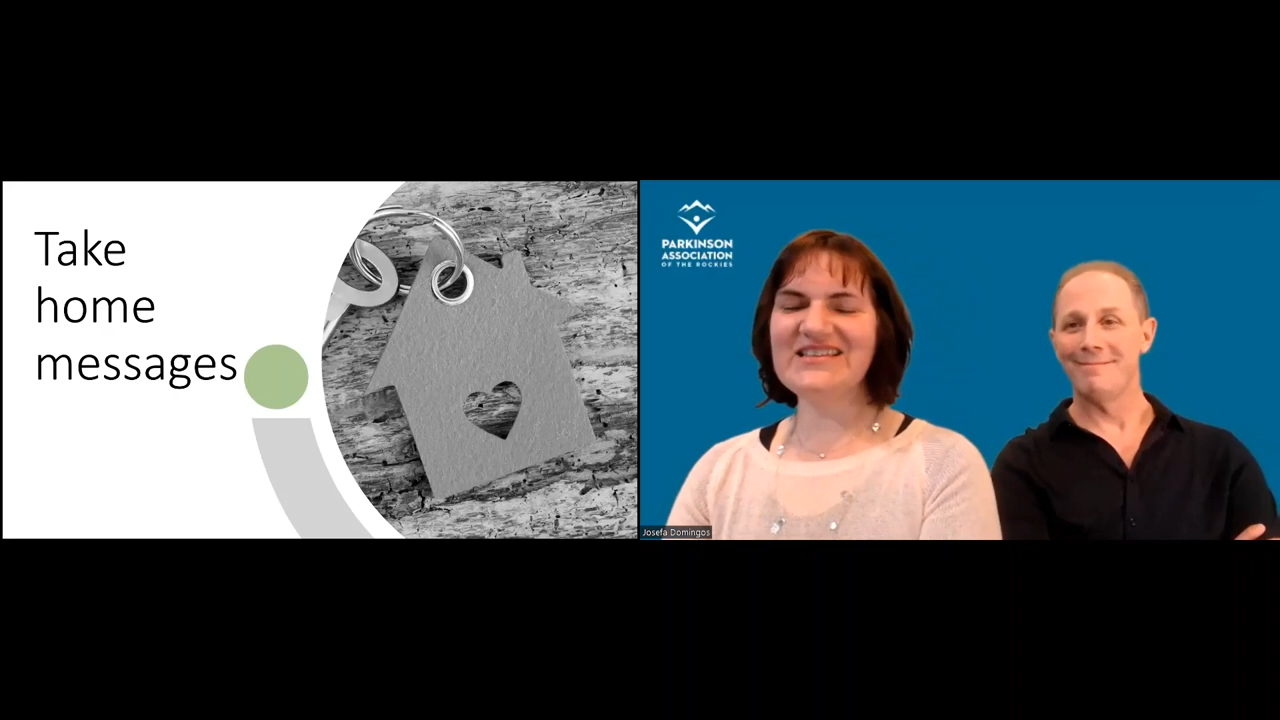 Take
home
messages
PARKINSON
ASSOCIATION
OF THE ROCKIES
Josefa Domingos